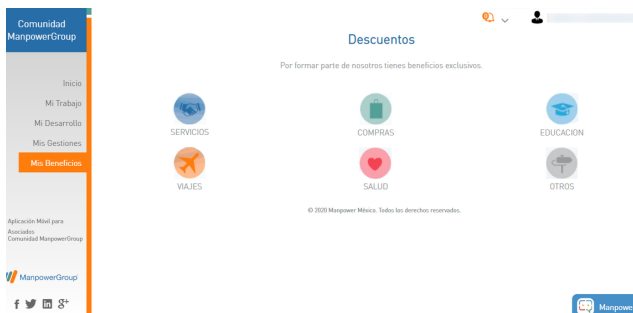 Comunidad
ManpowerGroup
Inicio
Mi Trabajo
Mi Desarrollo
Mis Gestiones
Mis Beneficios
Aplicación Móvil para
Asociados
Comunidad ManpowerGroup
ManpowerGroup
Descuentos
Por formar parte de nosotros tienes beneficios exclusivos.
SERVICIOS
COMPRAS
EDUCACION
VIAJES
SALUD
OTROS
© 2020 Manpower México. Todos los derechos reservados.
Manpowe